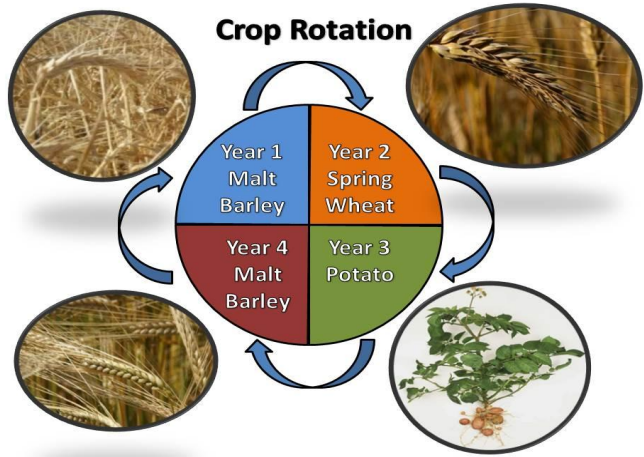 Crop Rotation
Year 1
Malt
Barley
Year 2
Spring
Wheat
Year 4
Malt
Barley
Year 3
Potato